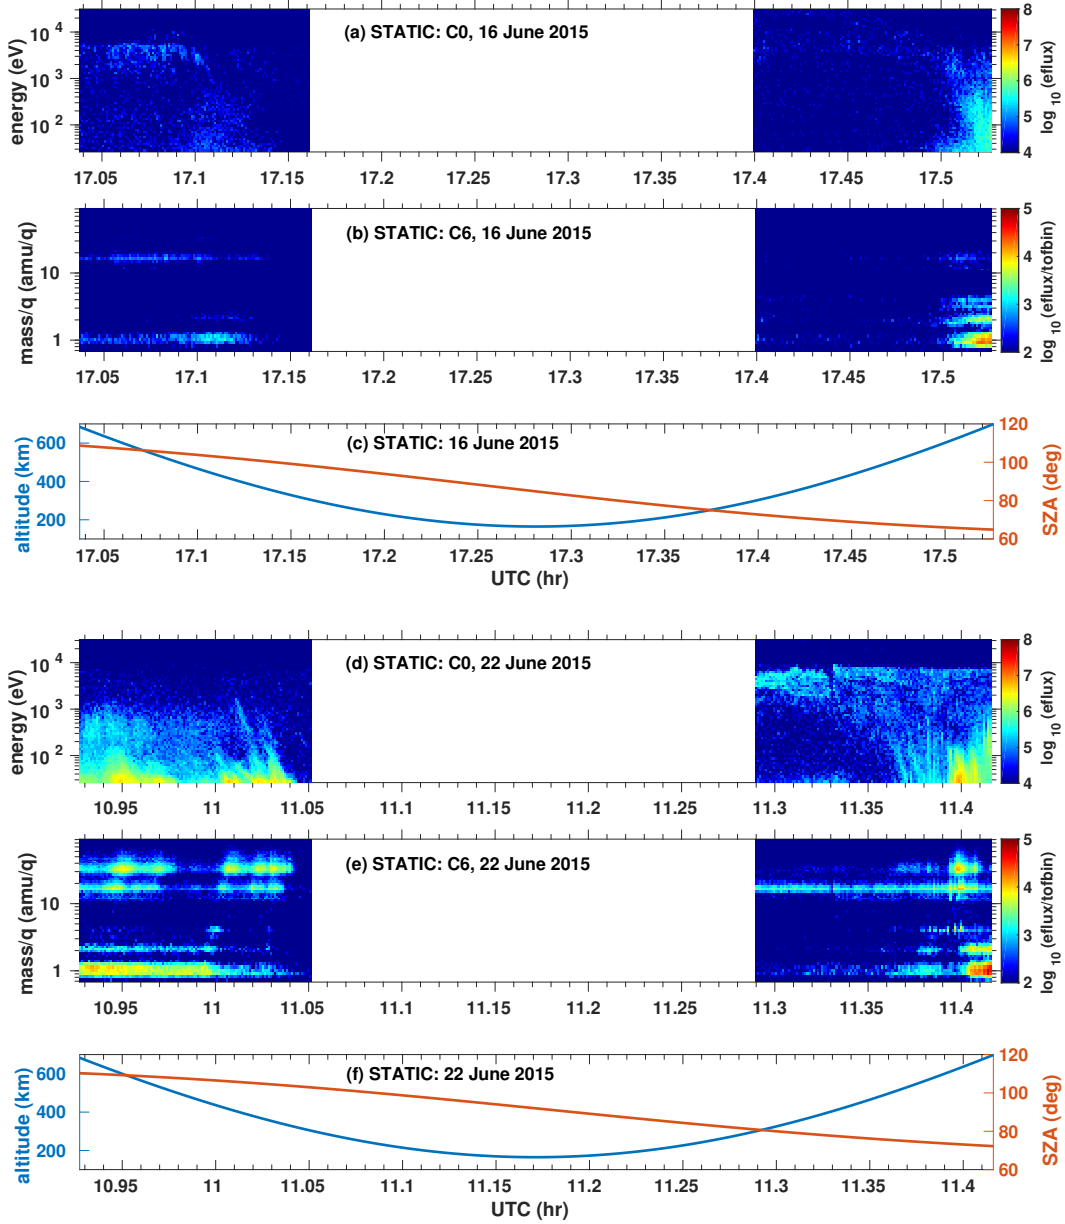 (a) STATIC: C0, 16 June 2015
energy (eV)
10^4
10^3
10^2
17.05 17.1 17.15 17.2 17.25 17.3 17.35 17.4 17.45 17.5
8
7
6
5
4
log_10(eflux)
(b) STATIC: C6, 16 June 2015
mass/q (amu/q)
10
1
17.05 17.1 17.15 17.2 17.25 17.3 17.35 17.4 17.45 17.5
5
4
3
2
log_10(eflux/tofbin)
(c) STATIC: 16 June 2015
altitude (km)
600
400
200
120
100
80
60
SZA (deg)
17.05 17.1 17.15 17.2 17.25 17.3 17.35 17.4 17.45 17.5
UTC (hr)
(d) STATIC: C0, 22 June 2015
energy (eV)
10^4
10^3
10^2
10.95 11 11.05 11.1 11.15 11.2 11.25 11.3 11.35 11.4
8
7
6
5
4
log_10(eflux)
(e) STATIC: C6, 22 June 2015
mass/q (amu/q)
10
1
10.95 11 11.05 11.1 11.15 11.2 11.25 11.3 11.35 11.4
5
4
3
2
log_10(eflux/tofbin)
(f) STATIC: 22 June 2015
altitude (km)
600
400
200
120
100
80
60
SZA (deg)
10.95 11 11.05 11.1 11.15 11.2 11.25 11.3 11.35 11.4
UTC (hr)